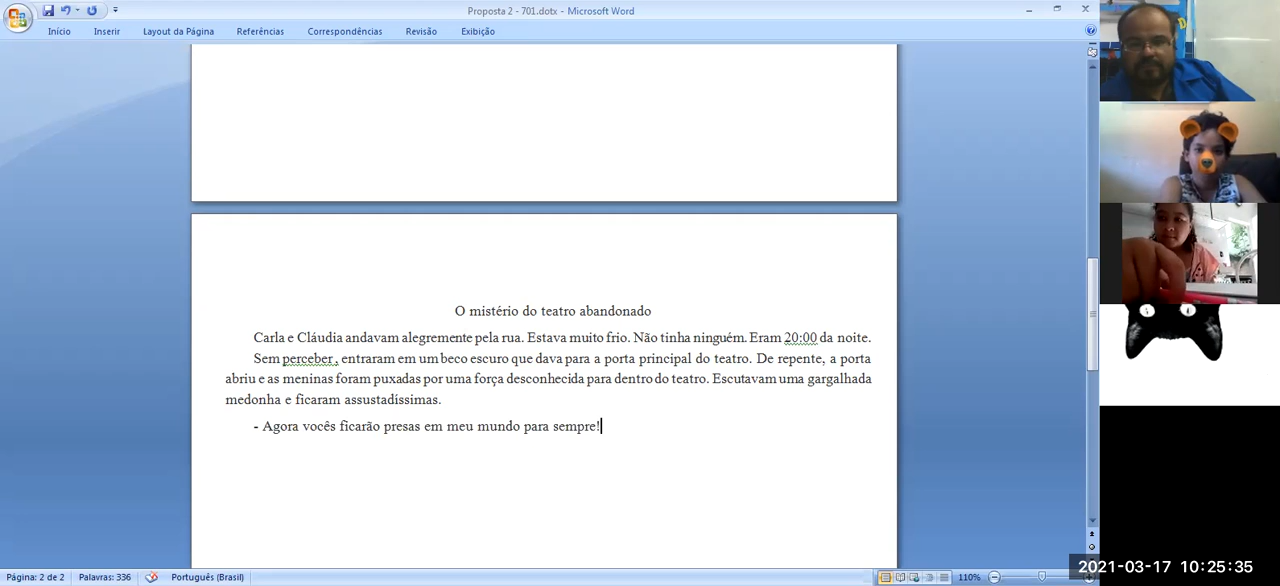 Proposta 2 - 701.dotx - Microsoft Word
Início Inserir Layout da Página Referências Correspondências Revisão Exibição
O mistério do teatro abandonado
Carla e Cláudia andavam alegremente pela rua. Estava muito frio. Não tinha ninguém. Eram 20:00 da noite.
Sem perceber , entraram em um beco escuro que dava para a porta principal do teatro. De repente, a porta
abriu e as meninas foram puxadas por uma força desconhecida para dentro do teatro. Escutavam uma gargalhada
medonha e ficaram assustadíssimas.
- Agora vocês ficarão presas em meu mundo para sempre!
Página: 2 de 2 Palavras: 336 Português (Brasil) 110%
2021-03-17 10:25:35